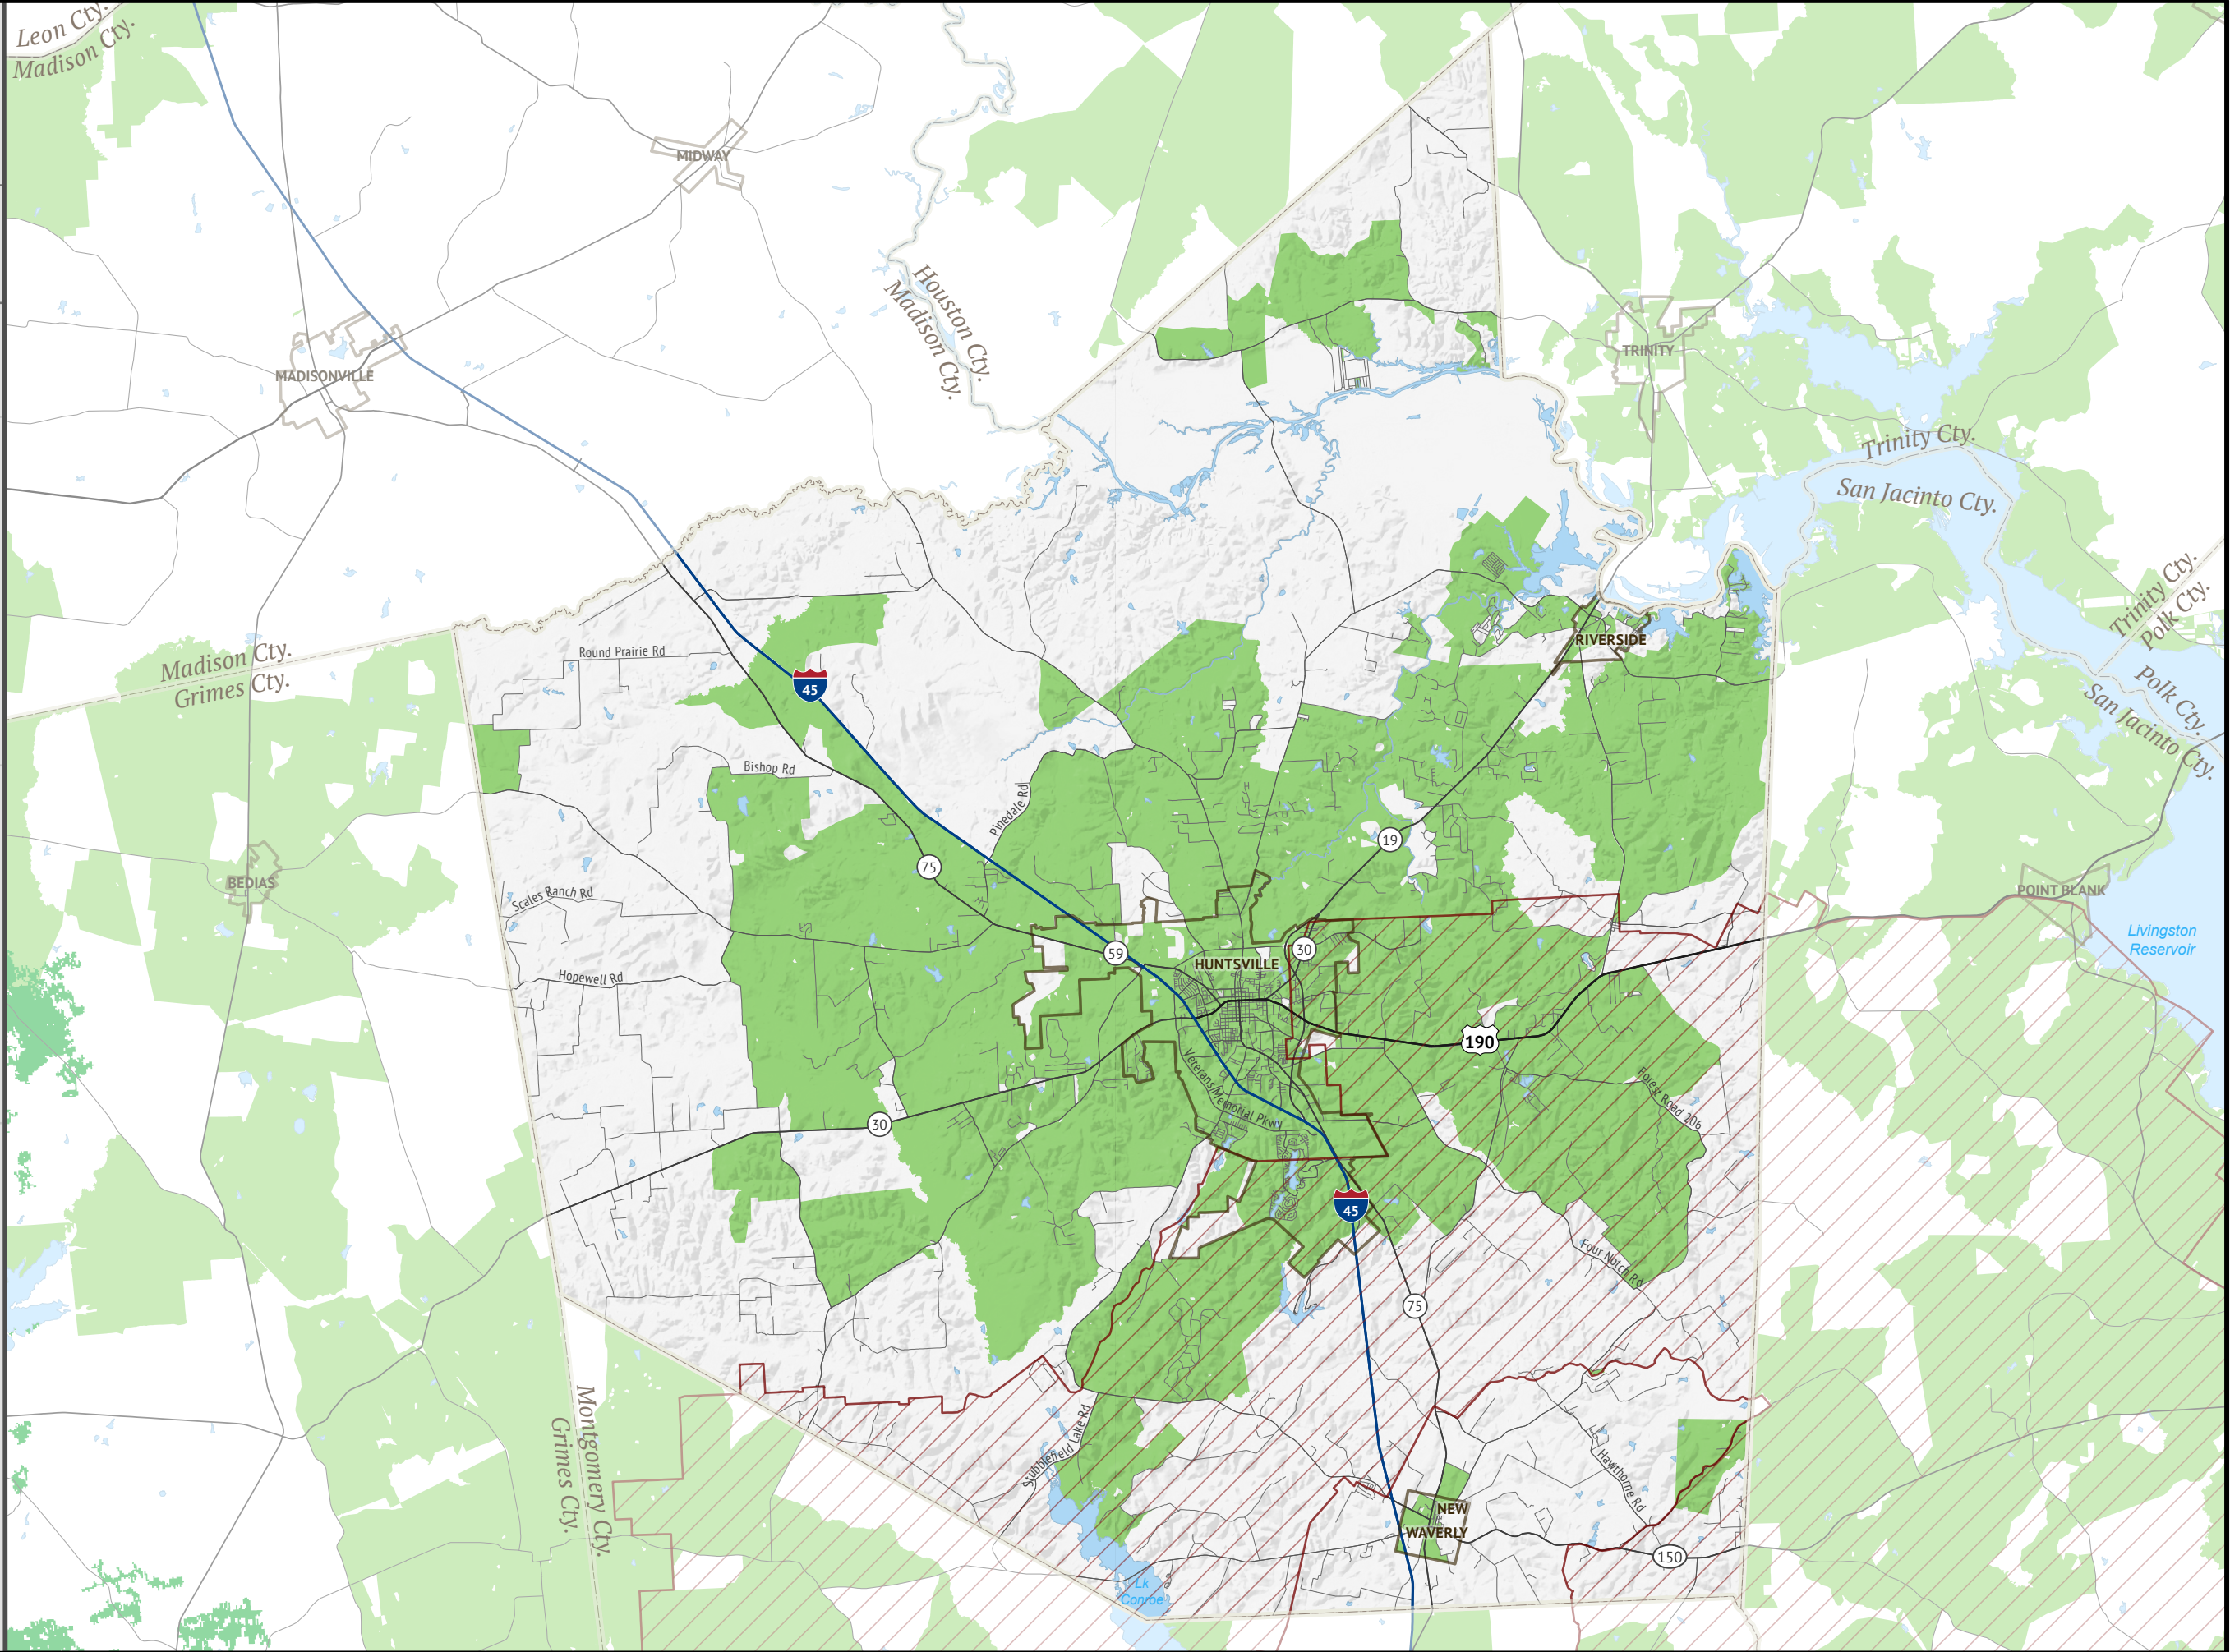 Leon Cty.
Madison Cty.
MIDWAY
Houston Cty.
Madison Cty.
MADISONVILLE
TRINITY
Trinity Cty.
San Jacinto Cty.
Trinity Cty.
Polk Cty.
Madison Cty.
Grimes Cty.
Round Prairie Rd
RIVERSIDE
45
Polk Cty.
San Jacinto Cty.
Bishop Rd
Pinedale Rd
19
75
BEDIAS
Scales Ranch Rd
POINT BLANK
Livingston
Reservoir
59
30
HUNTSVILLE
Hopewell Rd
190
Veterans Memorial Pkwy
Forest Road 206
30
45
Four Notch Rd
75
Montgomery Cty.
Grimes Cty.
Stubblefield Lake Rd
Hawthorne Rd
NEW
WAVERLY
150
Lk
Conroe